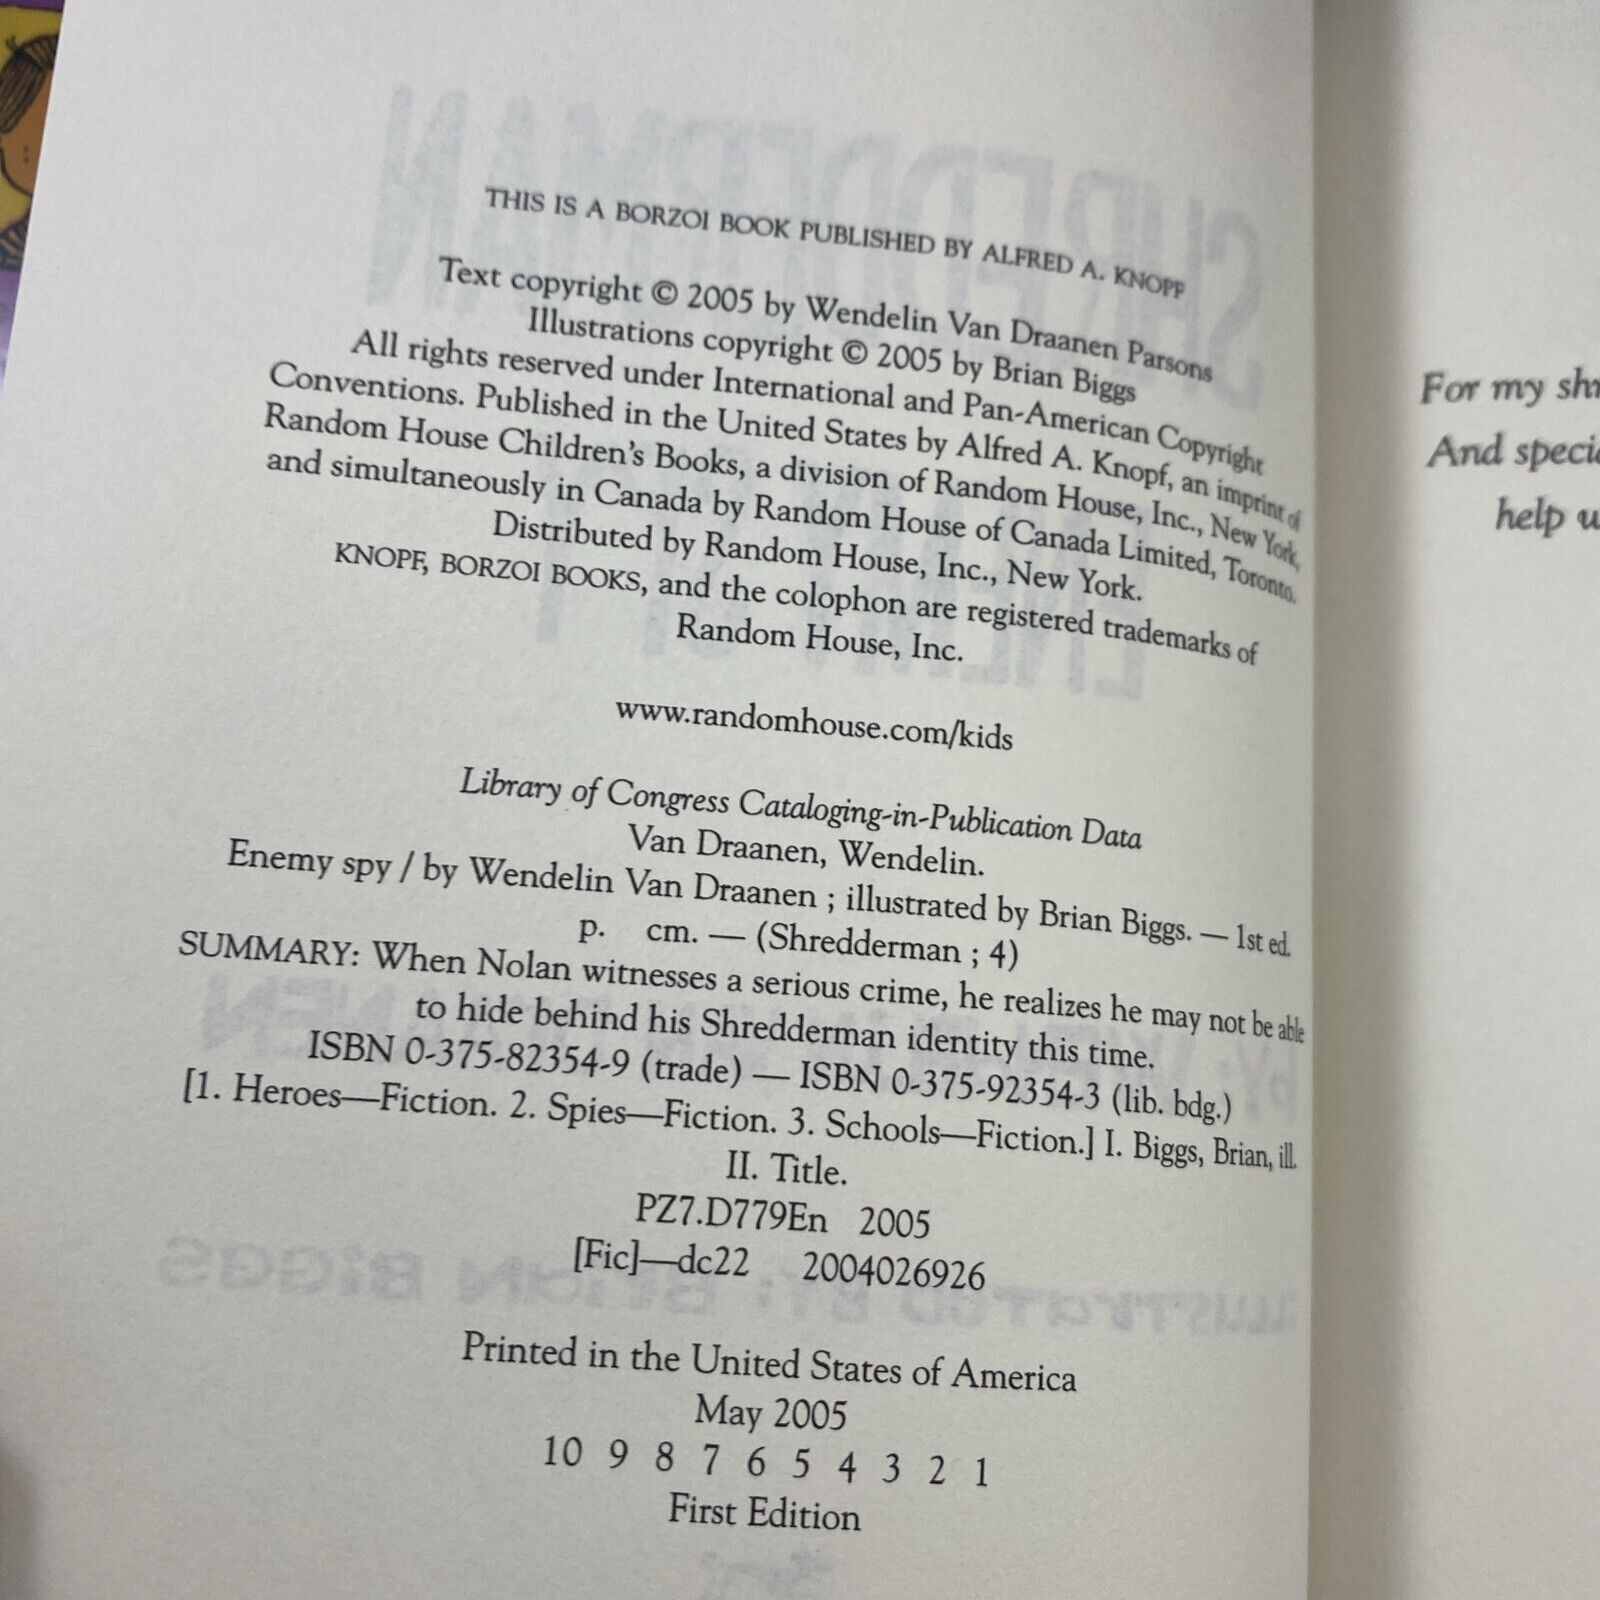 THIS IS A BORZOI BOOK PUBLISHED BY ALFRED A. KNOPF
Text copyright © 2005 by Wendelin Van Draanen Parsons
Illustrations copyright © 2005 by Brian Biggs
All rights reserved under International and Pan-American Copyright
Conventions. Published in the United States by Alfred A. Knopf, an imprint of
Random House Children's Books, a division of Random House, Inc., New York,
and simultaneously in Canada by Random House of Canada Limited, Toronto.
Distributed by Random House, Inc., New York.
KNOPF, BORZOI BOOKS, and the colophon are registered trademarks of
Random House, Inc.
www.randomhouse.com/kids
Library of Congress Cataloging-in-Publication Data
Van Draanen, Wendelin.
Enemy spy / by Wendelin Van Draanen ; illustrated by Brian Biggs. — 1st ed.
p. cm. — (Shredderman ; 4)
SUMMARY: When Nolan witnesses a serious crime, he realizes he may not be able
to hide behind his Shredderman identity this time.
ISBN 0-375-82354-9 (trade) — ISBN 0-375-92354-3 (lib. bdg.)
[1. Heroes—Fiction. 2. Spies—Fiction. 3. Schools—Fiction.] I. Biggs, Brian, ill.
II. Title.
PZ7.D779En 2005
[Fic]—dc22 2004026926
Printed in the United States of America
May 2005
10 9 8 7 6 5 4 3 2 1
First Edition
For my
And
help